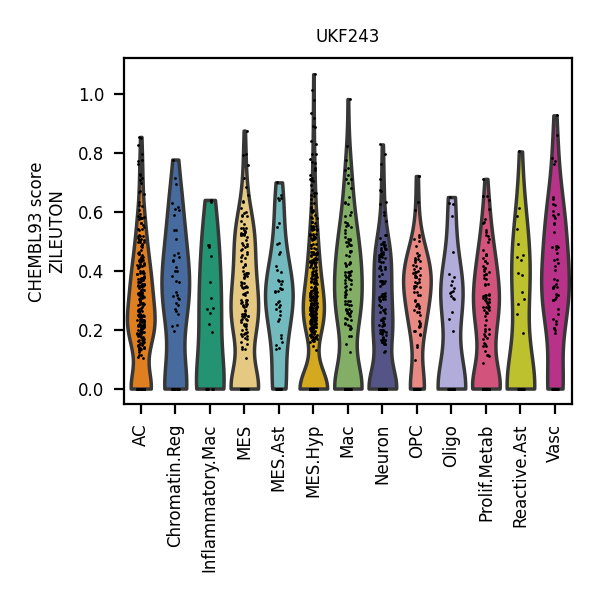 UKF243
CHEMBL93 score
ZILEUTON
1.0
0.8
0.6
0.4
0.2
0.0
AC
Chromatin.Reg
Inflammatory.Mac
MES
MES.Ast
MES.Hyp
Mac
Neuron
OPC
Oligo
Prolif.Metab
Reactive.Ast
Vasc